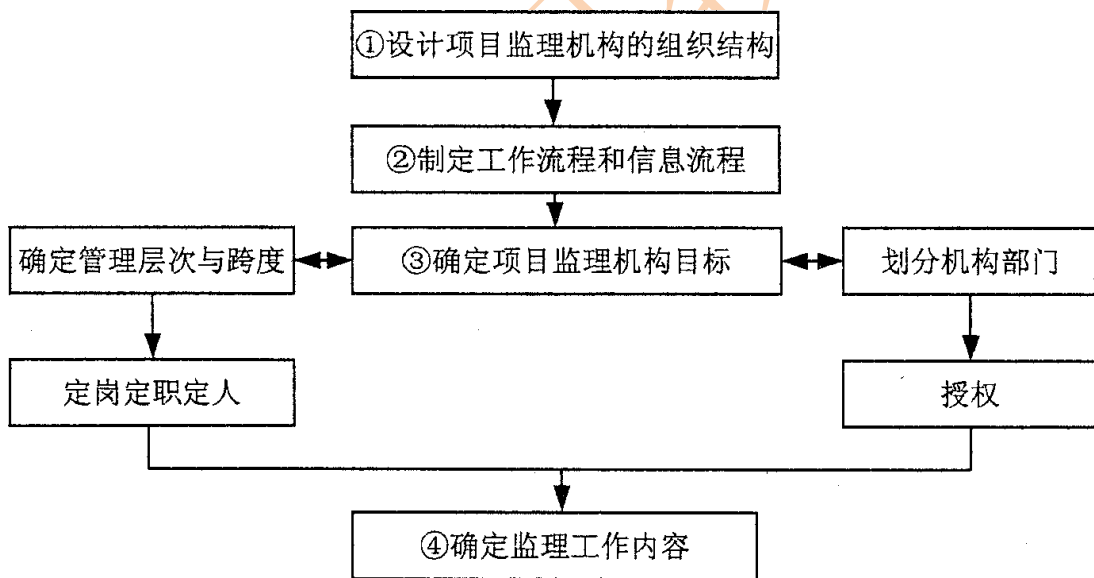 ①设计项目监理机构的组织结构
②制定工作流程和信息流程
确定管理层次与跨度
③确定项目监理机构目标
划分机构部门
定岗定职定人
授权
④确定监理工作内容